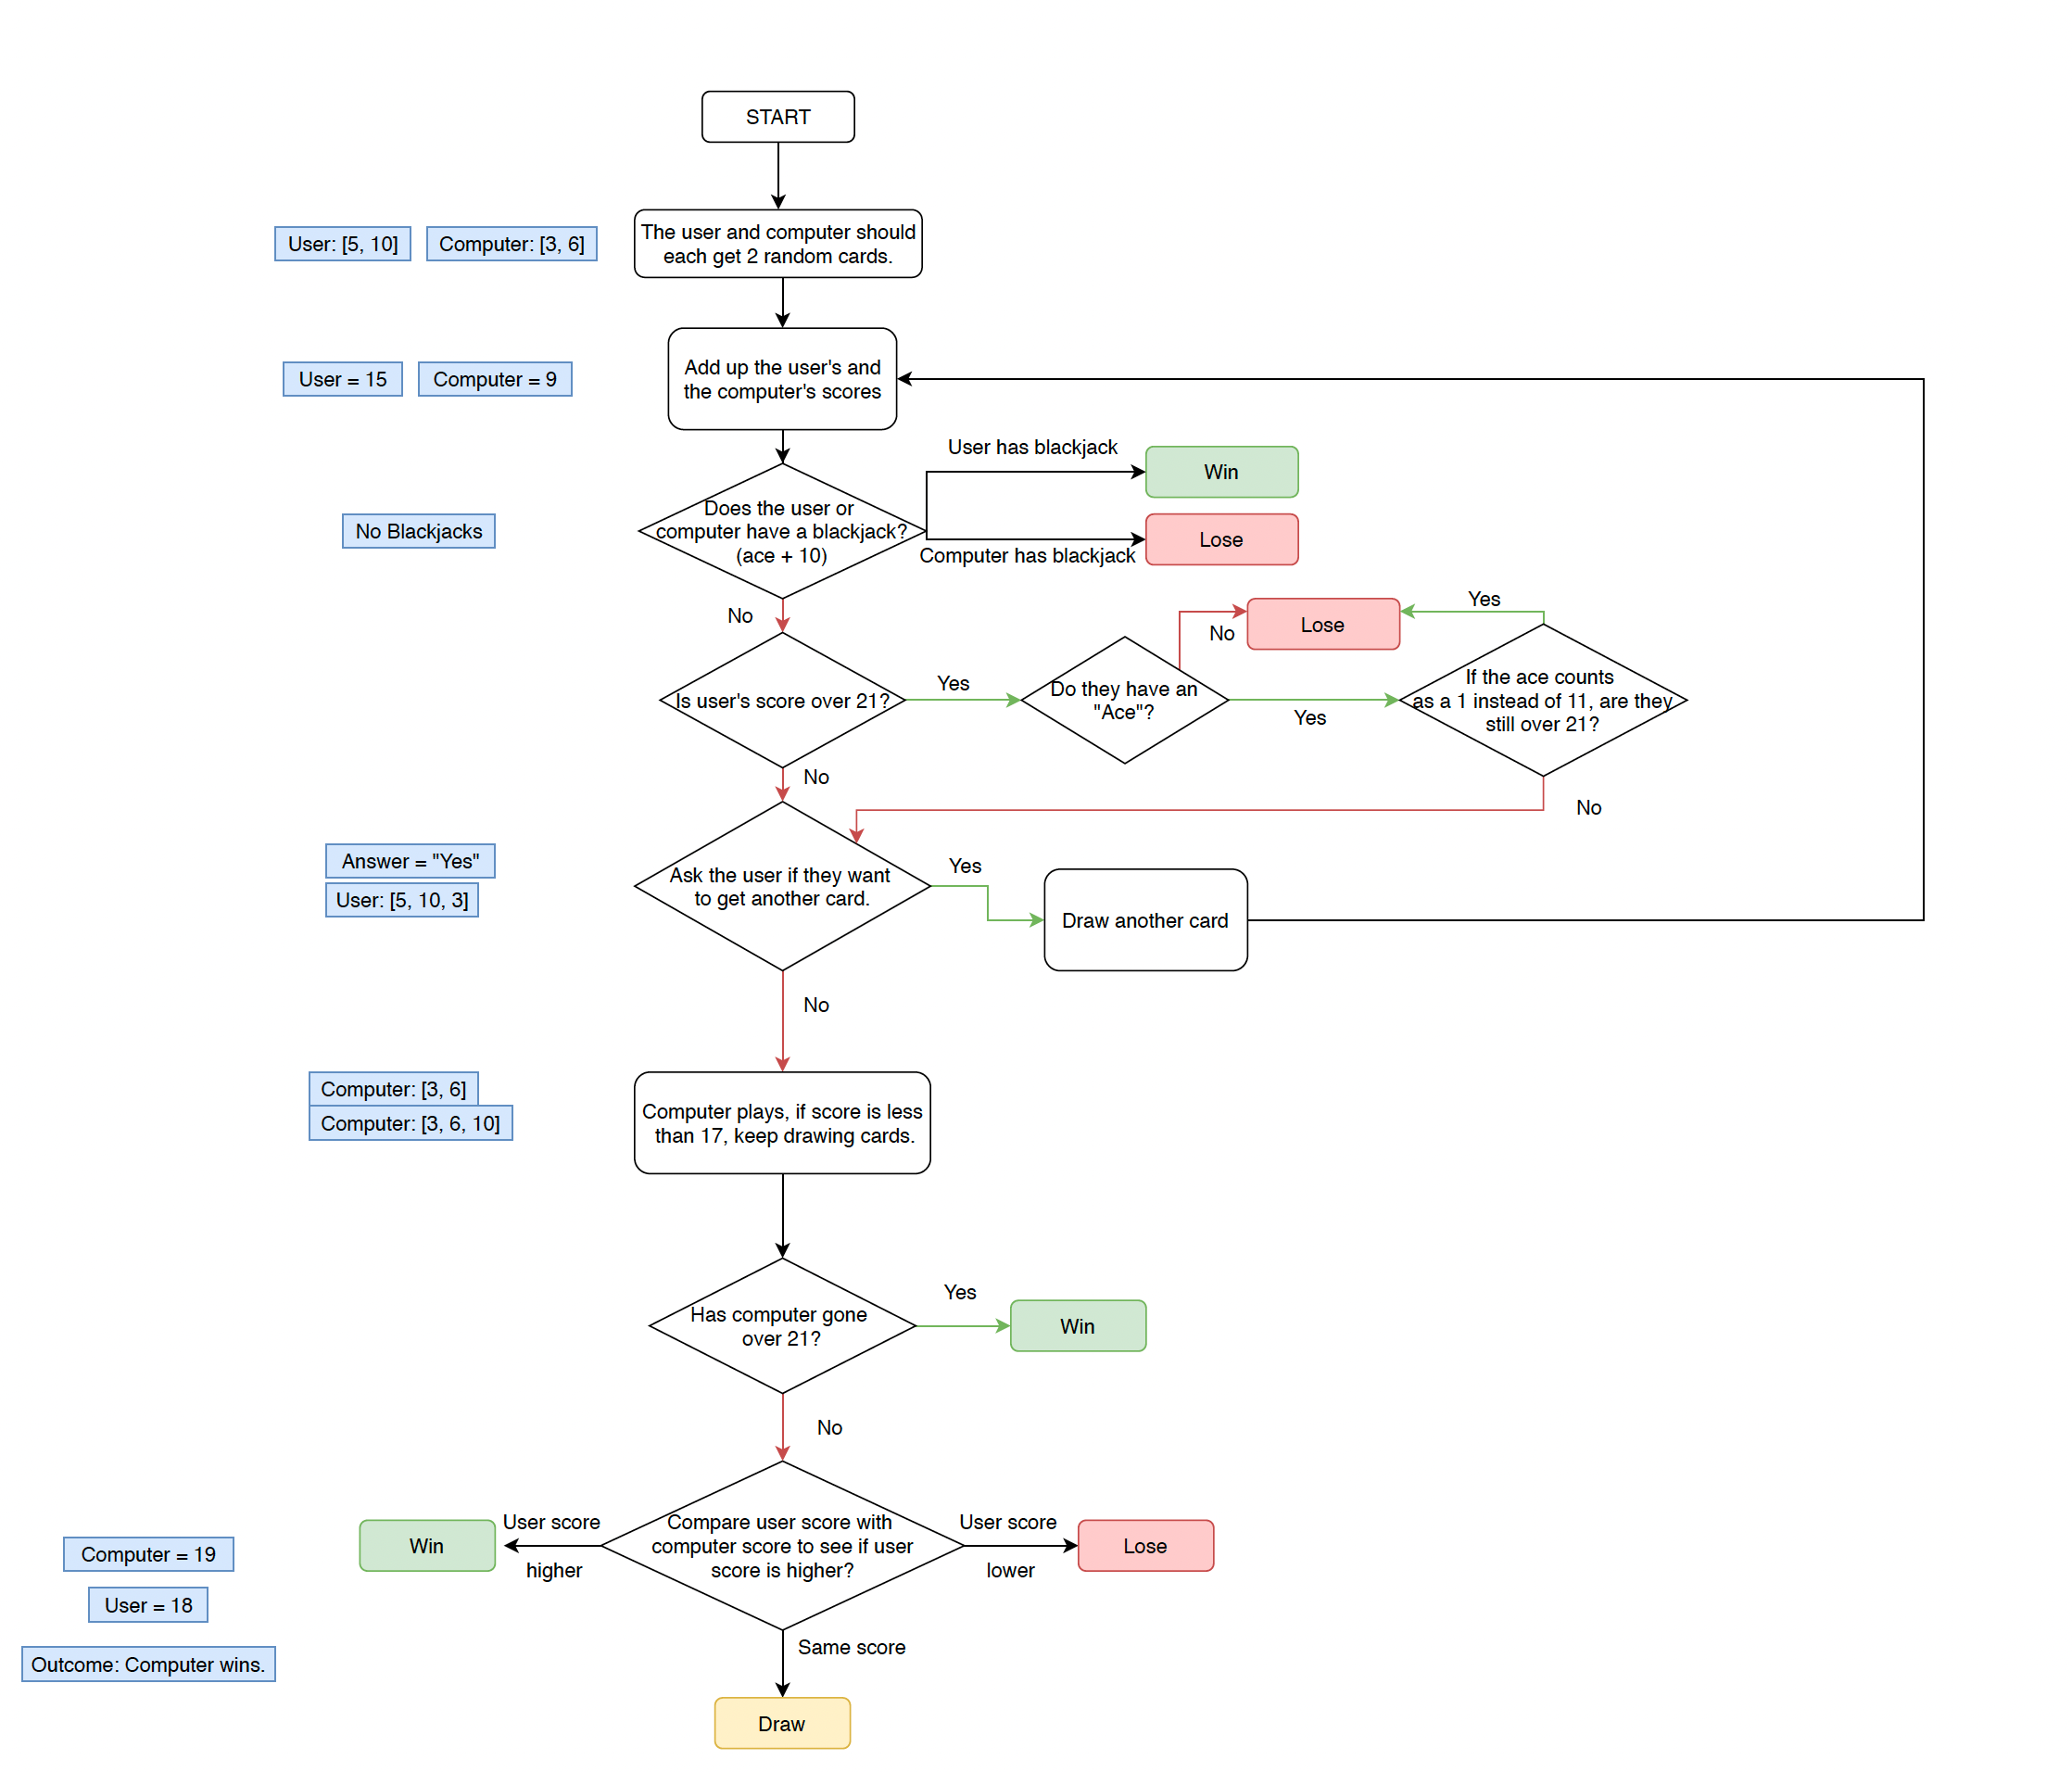 START
User: [5, 10]
Computer: [3, 6]
The user and computer should
each get 2 random cards.
User = 15
Computer = 9
Add up the user's and
the computer's scores
User has blackjack
Win
No Blackjacks
Does the user or
computer have a blackjack?
(ace + 10)
Computer has blackjack
Lose
No
Is user's score over 21?
Yes
Do they have an
"Ace"?
No
Lose
Yes
Yes
If the ace counts
as a 1 instead of 11, are they
still over 21?
No
No
Answer = "Yes"
User: [5, 10, 3]
Ask the user if they want
to get another card.
Yes
Draw another card
No
Computer: [3, 6]
Computer: [3, 6, 10]
Computer plays, if score is less
than 17, keep drawing cards.
Has computer gone
over 21?
Yes
Win
No
Computer = 19
User = 18
Outcome: Computer wins.
Win
User score
higher
Compare user score with
computer score to see if user
score is higher?
User score
lower
Lose
Same score
Draw